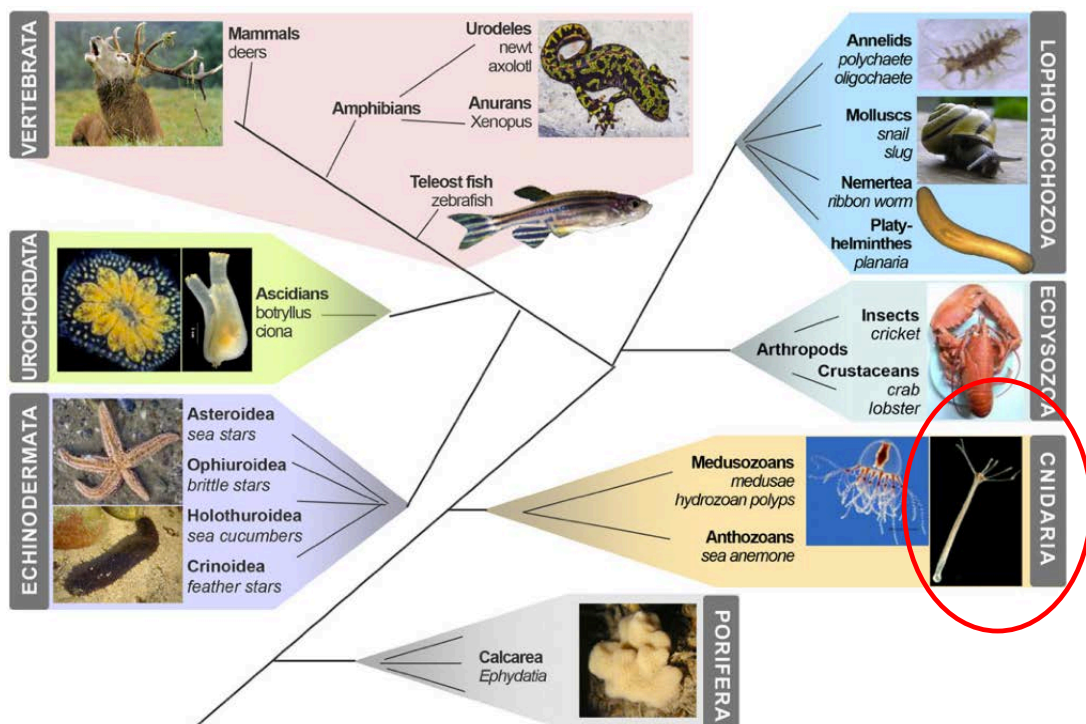 VERTEBRATA
Mammals
deers
Amphibians
Urodeles
newt
axolotl
Anurans
Xenopus
Teleost fish
zebrafish
UROCHORDATA
Ascidians
botryllus
ciona
ECHINODERMATA
Asteroidea
sea stars
Ophiuroidea
brittle stars
Holothuroidea
sea cucumbers
Crinoidea
feather stars
LOPHOTROCHOZOA
Annelids
polychaete
oligochaete
Molluscs
snail
slug
Nemertea
ribbon worm
Platy-
helminthes
planaria
ECDYSOZOA
Arthropods
Insects
cricket
Crustaceans
crab
lobster
CNIDARIA
Medusozoans
medusae
hydrozoan polyps
Anthozoans
sea anemone
PORIFERA
Calcarea
Ephydatia